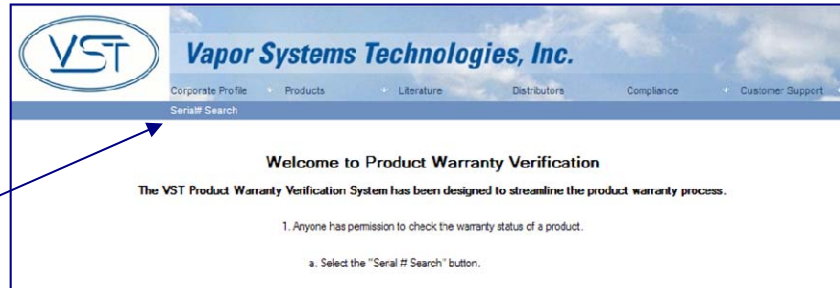 VST
Vapor Systems Technologies, Inc.
Corporate Profile Products Literature Distributors Compliance Customer Support
Serial# Search
Welcome to Product Warranty Verification
The VST Product Warranty Verification System has been designed to streamline the product warranty process.
1. Anyone has permission to check the warranty status of a product.
a. Select the "Serial # Search" button.